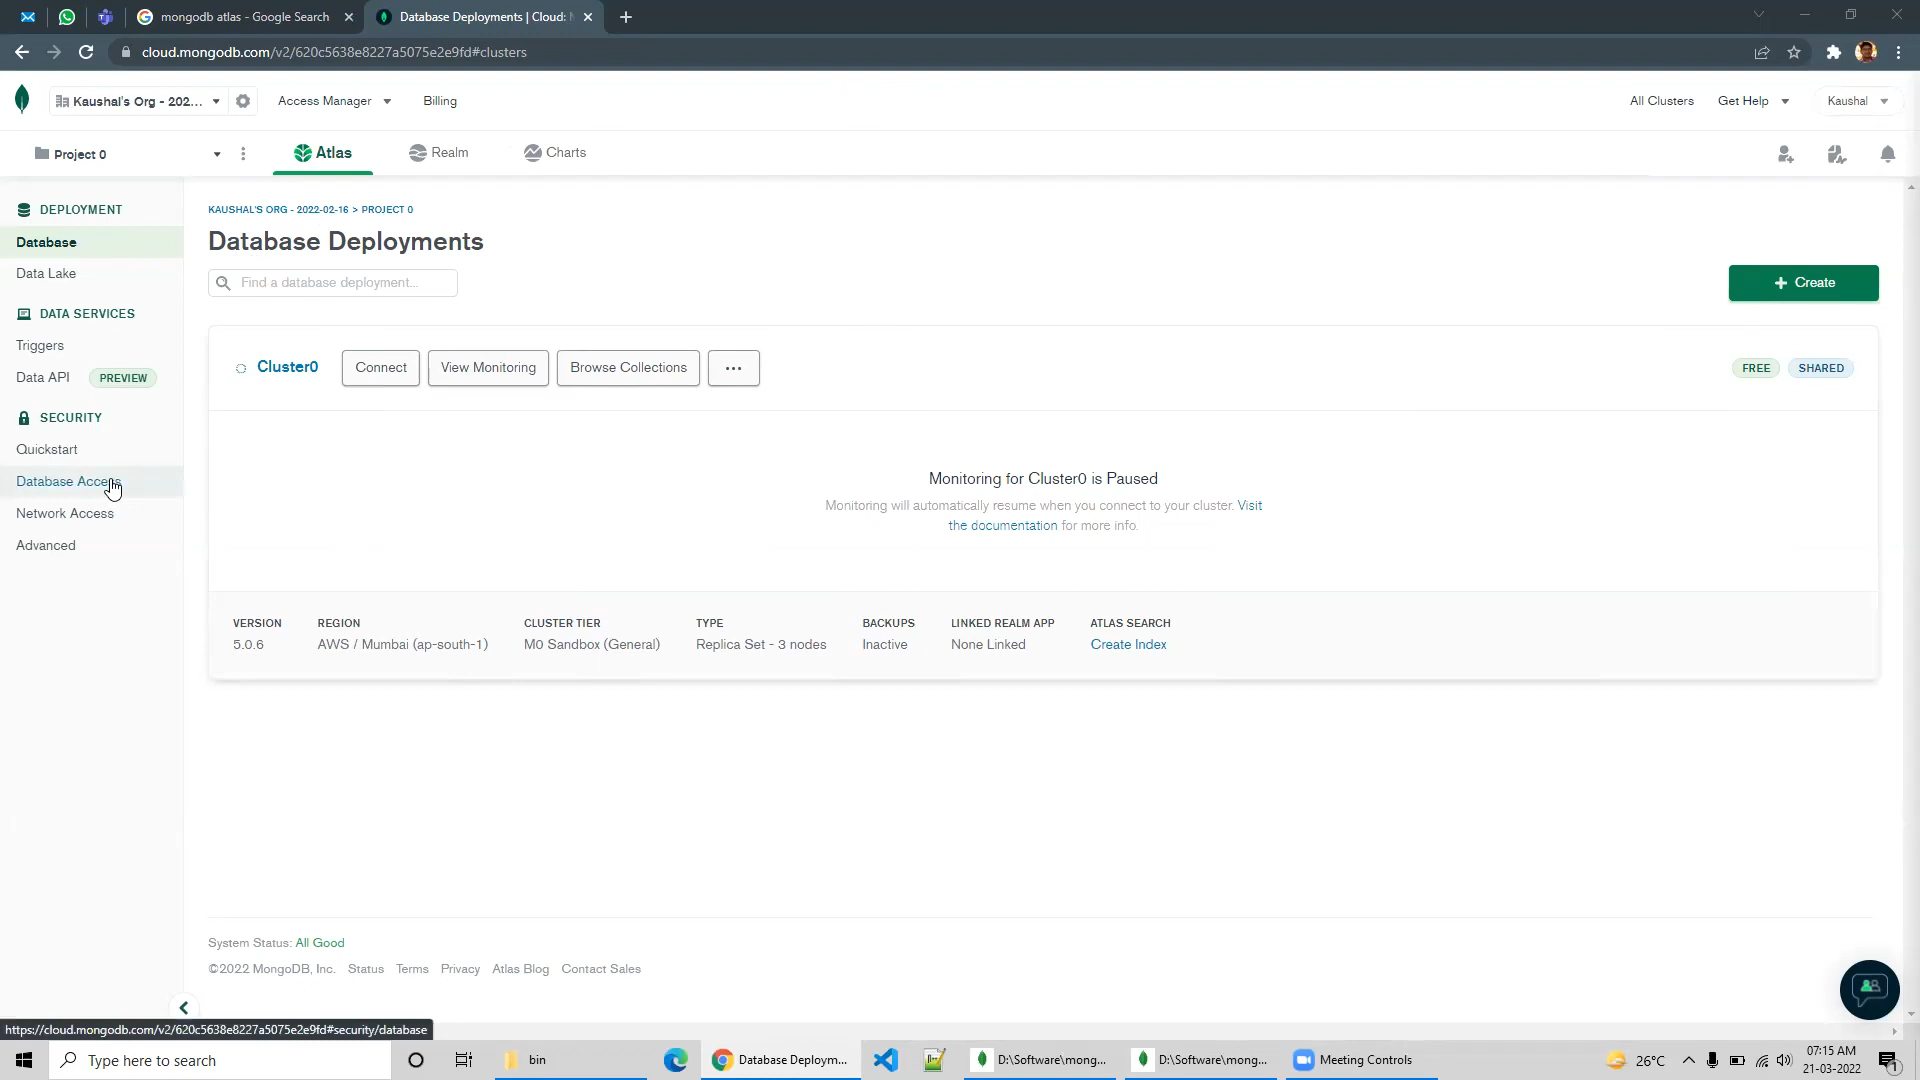 mongodb atlas - Google Search
Database Deployments | Cloud:
cloud.mongodb.com/v2/620c5638e8227a5075e2e9fd#clusters
Kaushal's Org - 202...
Access Manager
Billing
All Clusters
Get Help
Kaushal
Project 0
Atlas
Realm
Charts
DEPLOYMENT
Database
Data Lake
DATA SERVICES
Triggers
Data API
PREVIEW
SECURITY
Quickstart
Database Access
Network Access
Advanced
KAUSHAL'S ORG - 2022-02-16 > PROJECT 0
Database Deployments
Find a database deployment...
+ Create
Cluster0
Connect
View Monitoring
Browse Collections
...
FREE
SHARED
Monitoring for Cluster0 is Paused
Monitoring will automatically resume when you connect to your cluster. Visit
the documentation for more info.
VERSION
5.0.6
REGION
AWS / Mumbai (ap-south-1)
CLUSTER TIER
M0 Sandbox (General)
TYPE
Replica Set - 3 nodes
BACKUPS
Inactive
LINKED REALM APP
None Linked
ATLAS SEARCH
Create Index
System Status: All Good
©2022 MongoDB, Inc. Status Terms Privacy Atlas Blog Contact Sales
https://cloud.mongodb.com/v2/620c5638e8227a5075e2e9fd#security/database
Type here to search
bin
Database Deploym...
D:\Software\mong...
D:\Software\mong...
Meeting Controls
26°C
07:15 AM
21-03-2022
1